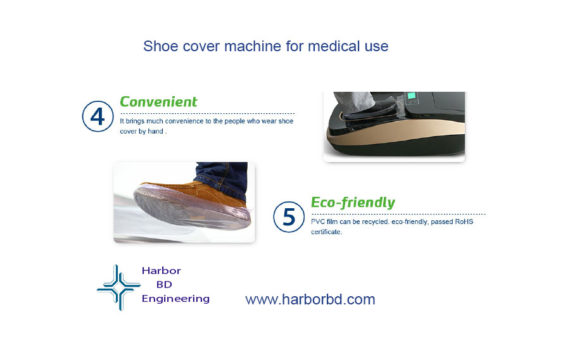 Shoe cover machine for medical use
4
Convenient
It brings much convenience to the people who wear shoe
cover by hand .
5
Eco-friendly
PVC film can be recycled. eco-friendly, passed RoHS
certificate.
Harbor
BD
Engineering
www.harborbd.com